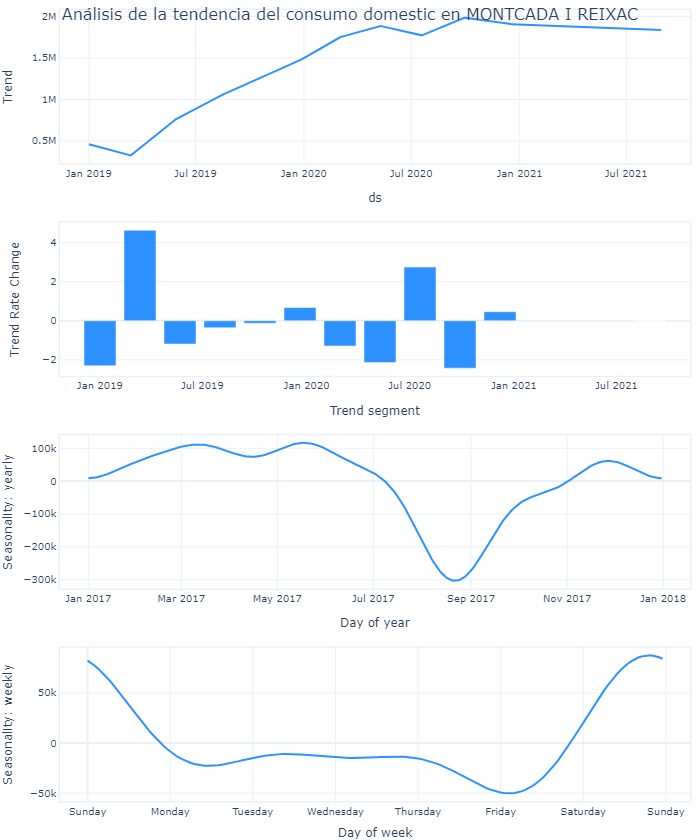 Análisis de la tendencia del consumo domestic en MONTCADA I REIXAC
2M
1.5M
1M
0.5M
Trend
Jan 2019 Jul 2019 Jan 2020 Jul 2020 Jan 2021 Jul 2021
ds
4
2
0
−2
Trend Rate Change
Jan 2019 Jul 2019 Jan 2020 Jul 2020 Jan 2021 Jul 2021
Trend segment
100k
0
−100k
−200k
−300k
Seasonality: yearly
Jan 2017 Mar 2017 May 2017 Jul 2017 Sep 2017 Nov 2017 Jan 2018
Day of year
50k
0
−50k
Seasonality: weekly
Sunday Monday Tuesday Wednesday Thursday Friday Saturday Sunday
Day of week